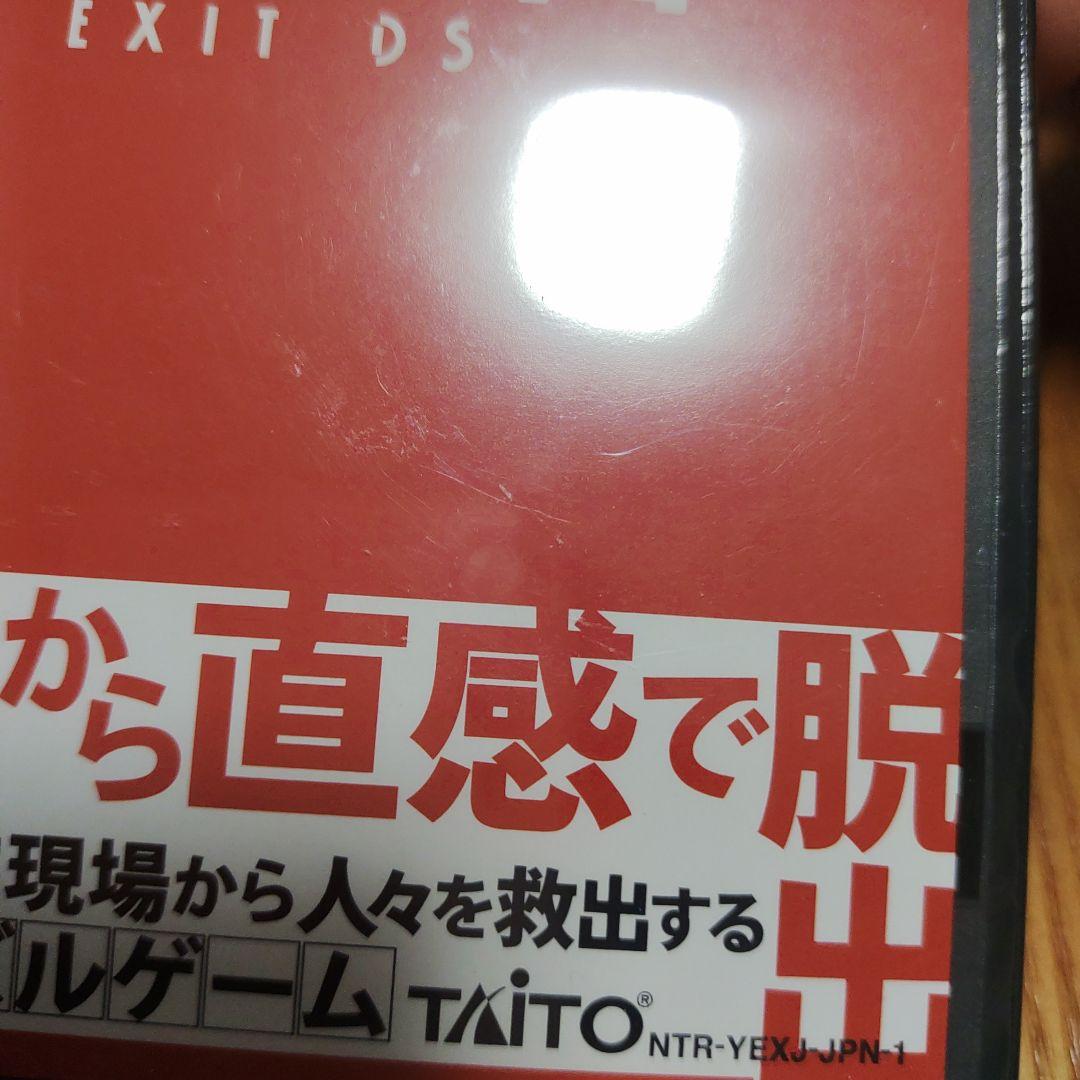 EXIT DS
から直感で脱出
現場から人々を救出する
ルゲーム TAITO®
NTR-YEXJ-JPN-1